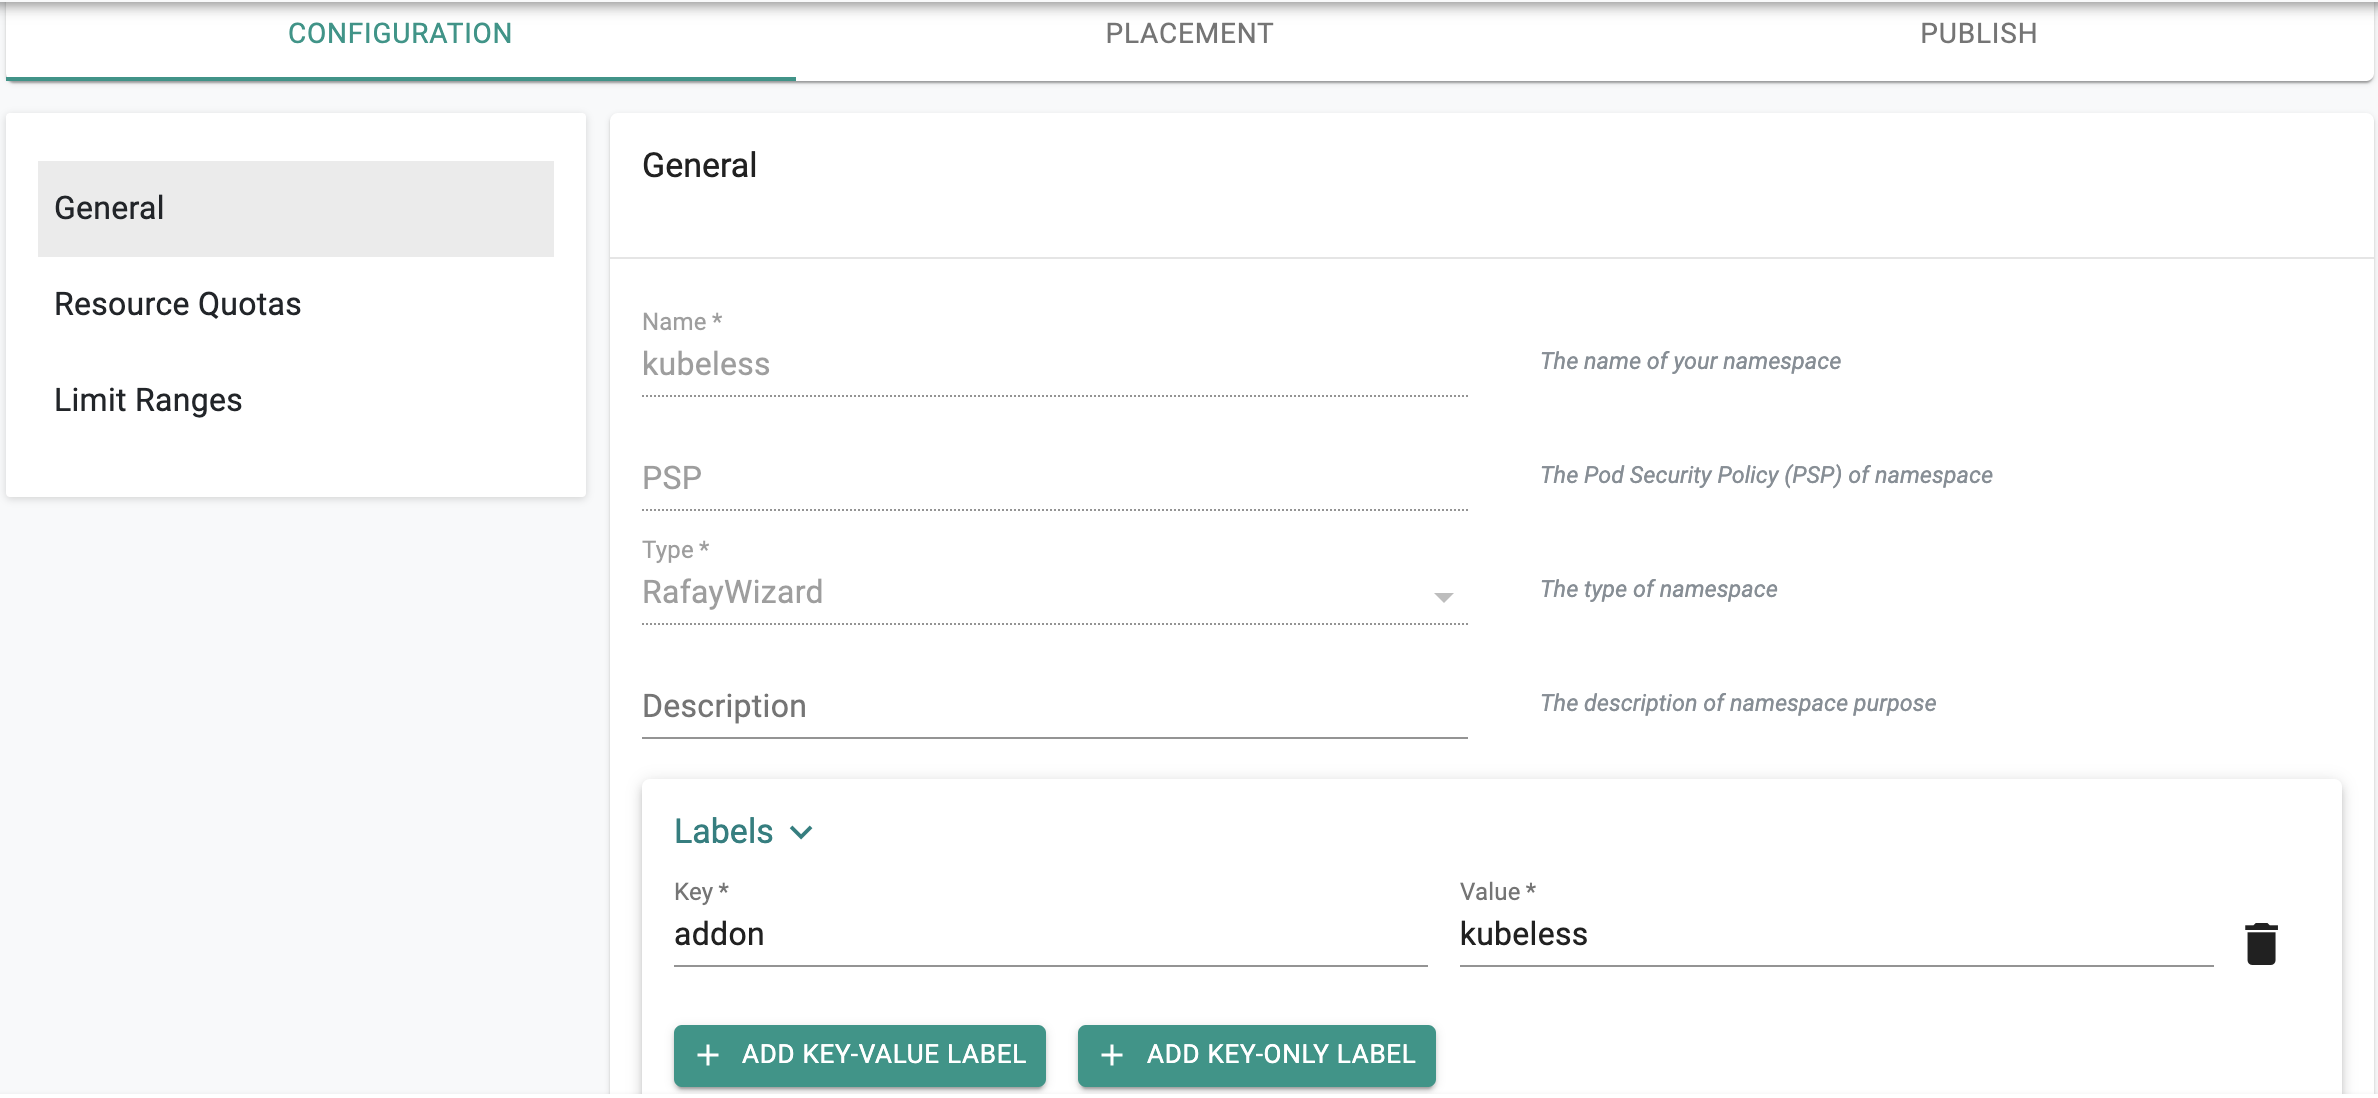 CONFIGURATION PLACEMENT PUBLISH
General
Resource Quotas
Limit Ranges
General
Name *
kubeless
The name of your namespace
PSP
The Pod Security Policy (PSP) of namespace
Type *
RafayWizard
The type of namespace
Description
The description of namespace purpose
Labels
Key *
addon
Value *
kubeless
+ ADD KEY-VALUE LABEL
+ ADD KEY-ONLY LABEL